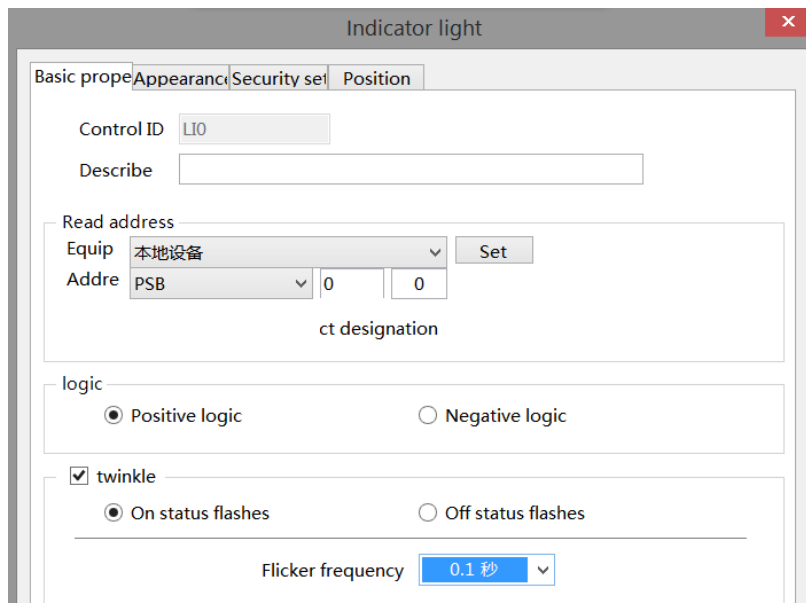 Indicator light
Basic prope Appearance Security set Position
Control ID LI0
Describe
Read address
Equip 本地设备 Set
Addre PSB 0 0
ct designation
logic
Positive logic Negative logic
twinkle
On status flashes Off status flashes
Flicker frequency 0.1 秒